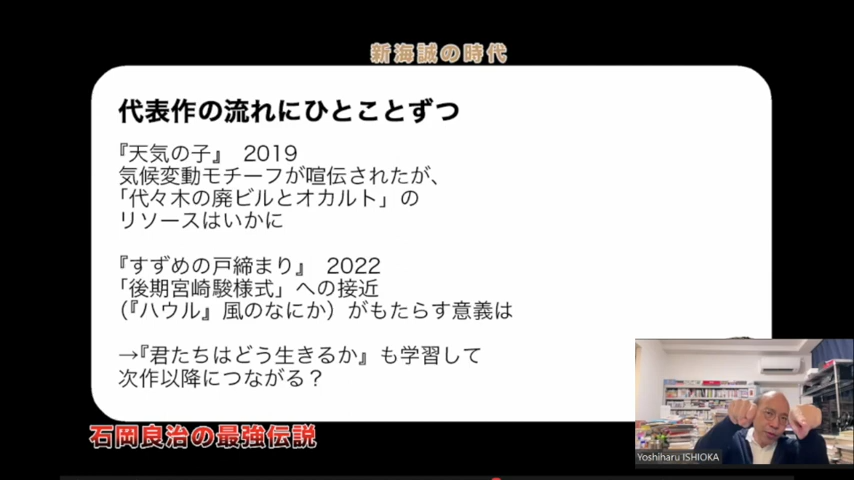 新海誠の時代
代表作の流れにひとことずつ
『天気の子』 2019
気候変動モチーフが喧伝されたが、
「代々木の廃ビルとオカルト」の
リソースはいかに
『すずめの戸締まり』 2022
「後期宮崎駿様式」への接近
（『ハウル』風のなにか）がもたらす意義は
→『君たちはどう生きるか』も学習して
次作以降につながる？
石岡良治の最強伝説
Yoshiharu ISHIOKA